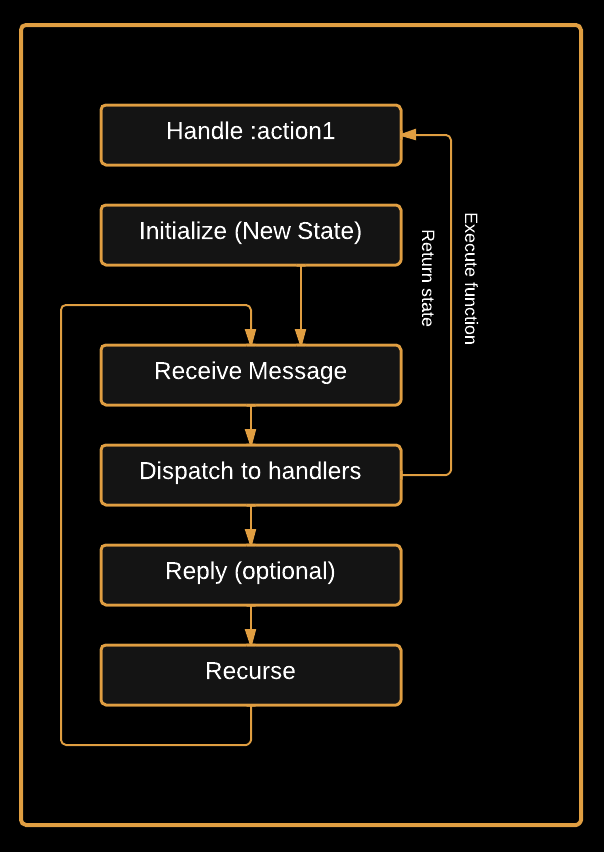 Handle :action1
Initialize (New State)
Return state
Execute function
Receive Message
Dispatch to handlers
Reply (optional)
Recurse